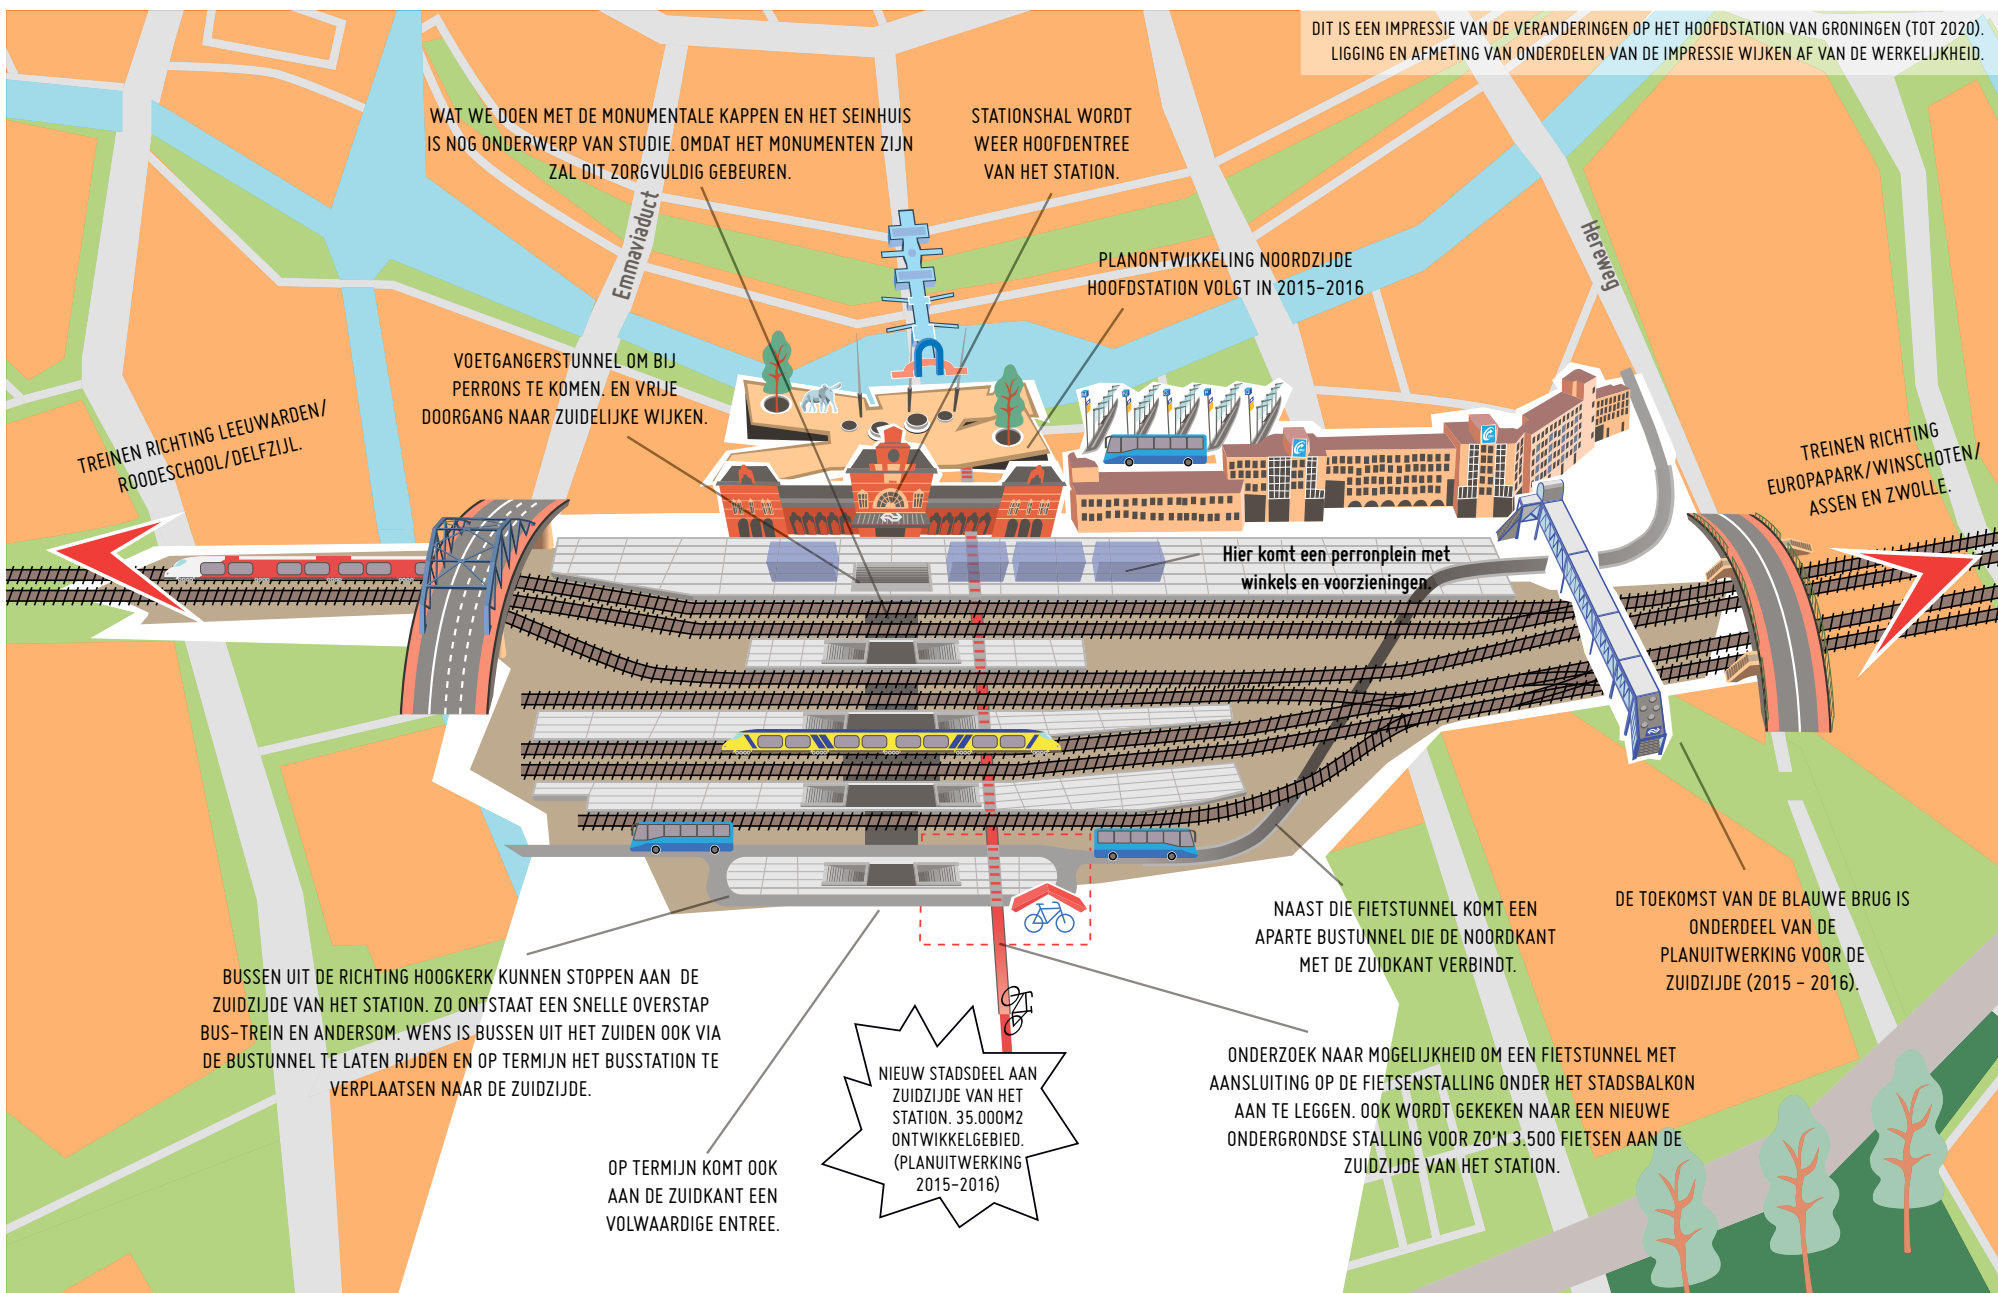 DIT IS EEN IMPRESSIE VAN DE VERANDERINGEN OP HET HOOFDSTATION VAN GRONINGEN (TOT 2020).
LIGGING EN AFMETING VAN ONDERDELEN VAN DE IMPRESSIE WIJKEN AF VAN DE WERKELIJKHEID.
WAT WE DOEN MET DE MONUMENTALE KAPPEN EN HET SEINHUIS
IS NOG ONDERWERP VAN STUDIE. OMDAT HET MONUMENTEN ZIJN
ZAL DIT ZORGVULDIG GEBEUREN.
STATIONSHAL WORDT
WEER HOOFDENTREE
VAN HET STATION.
Emmaviaduct
Hereweg
PLANONTWIKKELING NOORDZIJDE
HOOFDSTATION VOLGT IN 2015-2016
VOETGANGERSTUNNEL OM BIJ
PERRONS TE KOMEN. EN VRIJE
DOORGANG NAAR ZUIDELIJKE WIJKEN.
TREINEN RICHTING LEEUWARDEN/
ROODESCHOOL/DELFZIJL.
TREINEN RICHTING
EUROPAPARK/WINSCHOTEN/
ASSEN EN ZWOLLE.
Hier komt een perronplein met
winkels en voorzieningen.
DE TOEKOMST VAN DE BLAUWE BRUG IS
ONDERDEEL VAN DE
PLANUITWERKING VOOR DE
ZUIDZIJDE (2015 - 2016).
NAAST DIE FIETSTUNNEL KOMT EEN
APARTE BUSTUNNEL DIE DE NOORDKANT
MET DE ZUIDKANT VERBINDT.
BUSSEN UIT DE RICHTING HOOGKERK KUNNEN STOPPEN AAN DE
ZUIDZIJDE VAN HET STATION. ZO ONTSTAAT EEN SNELLE OVERSTAP
BUS-TREIN EN ANDERSOM. WENS IS BUSSEN UIT HET ZUIDEN OOK VIA
DE BUSTUNNEL TE LATEN RIJDEN EN OP TERMIJN HET BUSSTATION TE
VERPLAATSEN NAAR DE ZUIDZIJDE.
NIEUW STADSDEEL AAN
ZUIDZIJDE VAN HET
STATION. 35.000M2
ONTWIKKELGEBIED.
(PLANUITWERKING
2015-2016)
ONDERZOEK NAAR MOGELIJKHEID OM EEN FIETSTUNNEL MET
AANSLUITING OP DE FIETSENSTALLING ONDER HET STADSBALKON
AAN TE LEGGEN. OOK WORDT GEKEKEN NAAR EEN NIEUWE
ONDERGRONDSE STALLING VOOR ZO'N 3.500 FIETSEN AAN DE
ZUIDZIJDE VAN HET STATION.
OP TERMIJN KOMT OOK
AAN DE ZUIDKANT EEN
VOLWAARDIGE ENTREE.